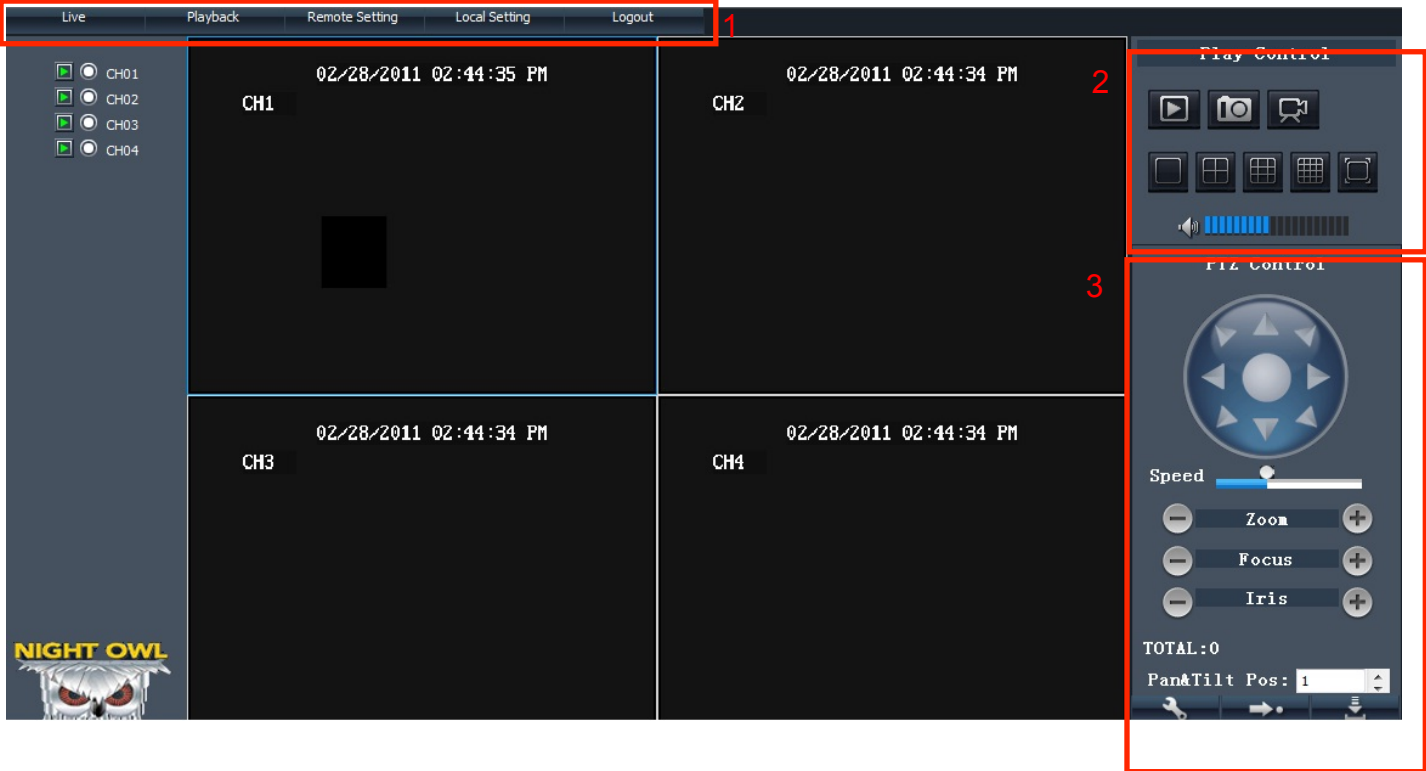 Live Playback Remote Setting Local Setting Logout
1
CH01
CH02
CH03
CH04
02/28/2011 02:44:35 PM
CH1
02/28/2011 02:44:34 PM
CH2
02/28/2011 02:44:34 PM
CH3
02/28/2011 02:44:34 PM
CH4
2
Play Control
3
PTZ Control
Speed
Zoom
Focus
Iris
TOTAL:0
Pan&Tilt Pos: 1
NIGHT OWL